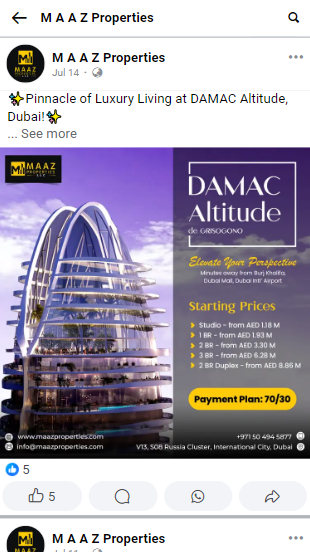 M A A Z Properties
M A A Z Properties
Jul 14 ·
✨Pinnacle of Luxury Living at DAMAC Altitude,
Dubai!✨
... See more
MAAZ
PROPERTIES
LLC
DAMAC
Altitude
de GRISOGONO
Elevate Your Perspective
Minutes away from Burj Khalifa,
Dubai Mall, Dubai Int'l Airport
Starting Prices
Studio - from AED 1.18 M
1 BR - from AED 1.93 M
2 BR - from AED 3.30 M
3 BR - from AED 6.28 M
2 BR Duplex - from AED 8.86 M
Payment Plan: 70/30
www.maazproperties.com
info@maazproperties.com
+971 50 494 5877
V13, S08 Russia Cluster, International City, Dubai
5
5
M A A Z Properties